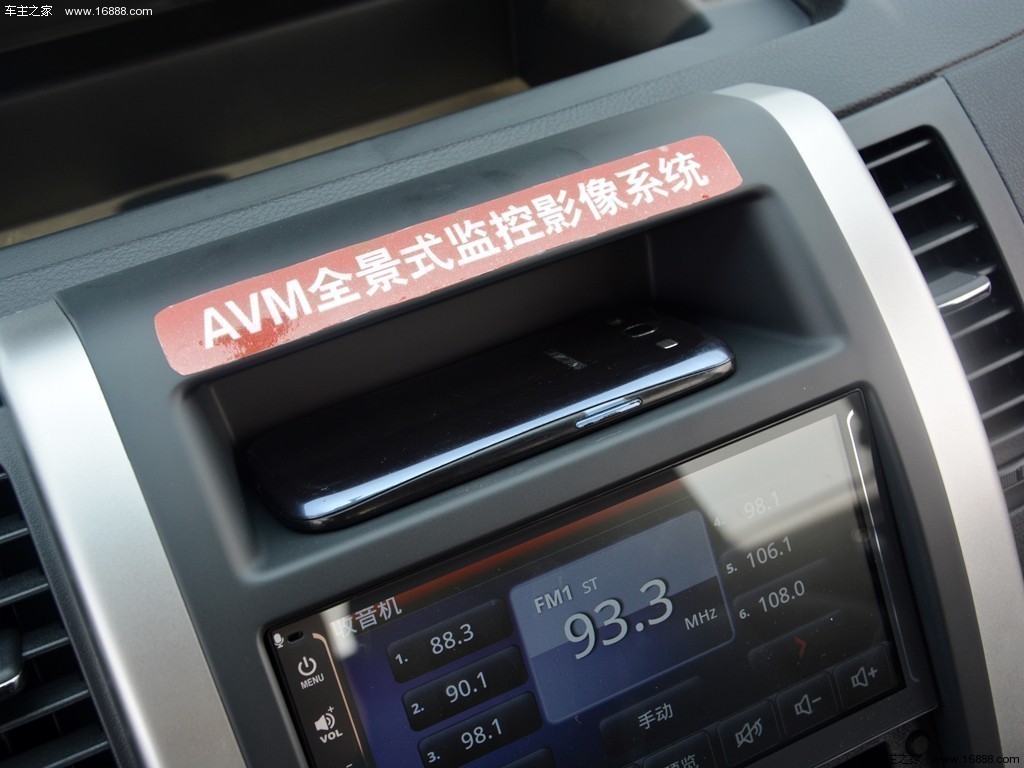 车主之家 www.16888.com
AVM全景式监控影像系统
收音机
MENU
VOL
1. 88.3
2. 90.1
3. 98.1
FM1 ST
93.3 MHz
4. 98.1
5. 106.1
6. 108.0
手动
预览
车主之家 www.16888.com